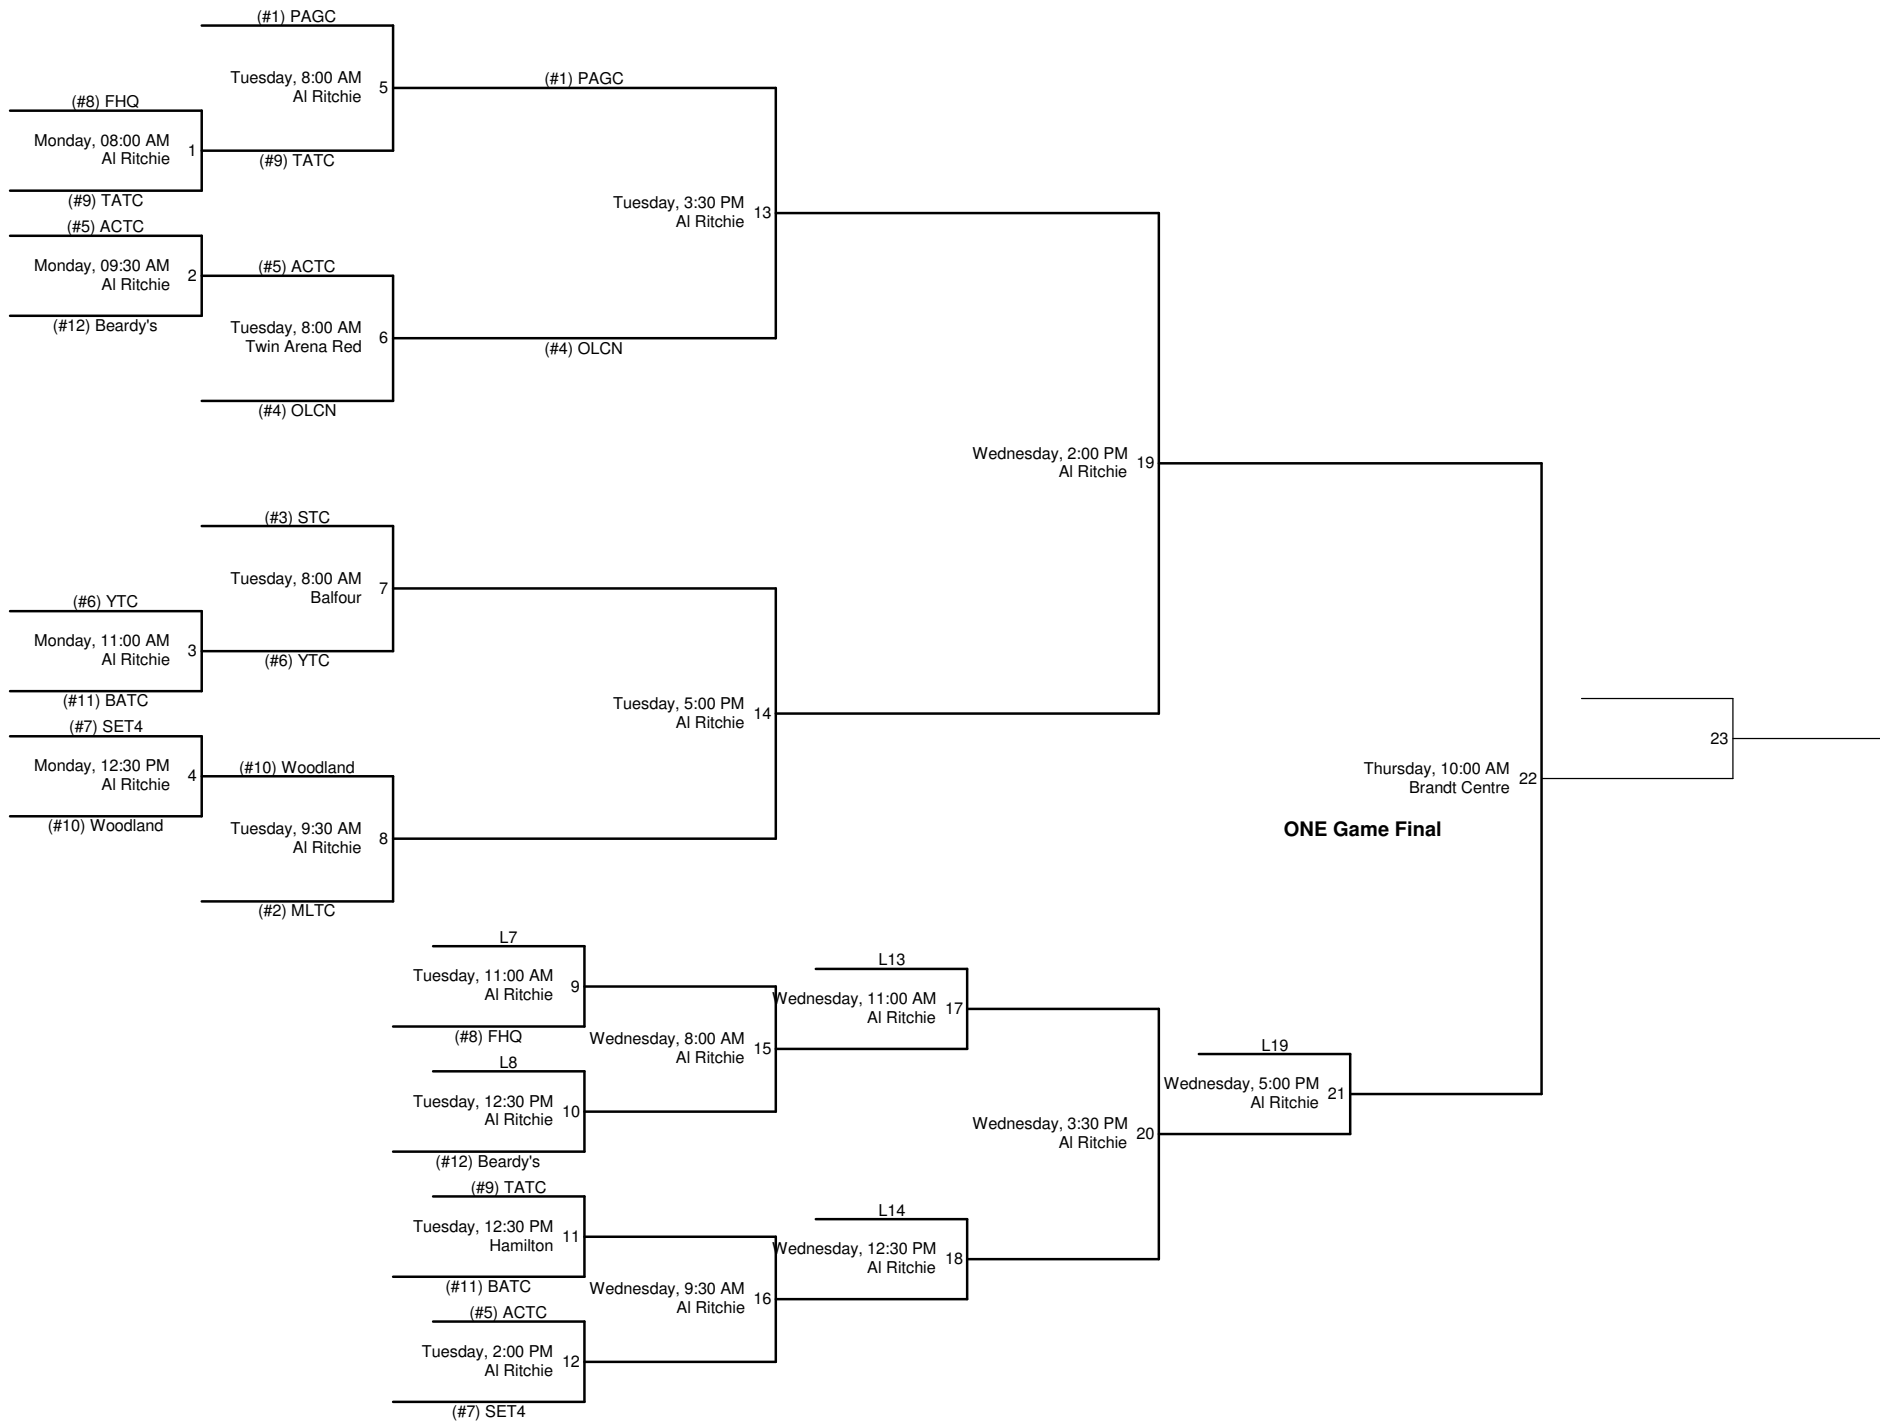 (#1) PAGC
Tuesday, 8:00 AM
Al Ritchie
5
(#1) PAGC
(#8) FHQ
Monday, 08:00 AM
Al Ritchie
1
(#9) TATC
(#9) TATC
(#5) ACTC
Monday, 09:30 AM
Al Ritchie
2
(#5) ACTC
(#12) Beardy's
Tuesday, 8:00 AM
Twin Arena Red
6
(#4) OLCN
(#4) OLCN
Tuesday, 3:30 PM
Al Ritchie
13
Wednesday, 2:00 PM
Al Ritchie
19
(#3) STC
Tuesday, 8:00 AM
Balfour
7
(#6) YTC
Monday, 11:00 AM
Al Ritchie
3
(#6) YTC
(#11) BATC
(#7) SET4
Monday, 12:30 PM
Al Ritchie
4
(#10) Woodland
(#10) Woodland
Tuesday, 9:30 AM
Al Ritchie
8
(#2) MLTC
Tuesday, 5:00 PM
Al Ritchie
14
23
Thursday, 10:00 AM
Brandt Centre
22
ONE Game Final
L7
Tuesday, 11:00 AM
Al Ritchie
9
(#8) FHQ
L8
Tuesday, 12:30 PM
Al Ritchie
10
(#12) Beardy's
Wednesday, 8:00 AM
Al Ritchie
15
L13
Wednesday, 11:00 AM
Al Ritchie
17
(#9) TATC
Tuesday, 12:30 PM
Hamilton
11
(#11) BATC
(#5) ACTC
Tuesday, 2:00 PM
Al Ritchie
12
(#7) SET4
Wednesday, 9:30 AM
Al Ritchie
16
L14
Wednesday, 12:30 PM
Al Ritchie
18
Wednesday, 3:30 PM
Al Ritchie
20
L19
Wednesday, 5:00 PM
Al Ritchie
21